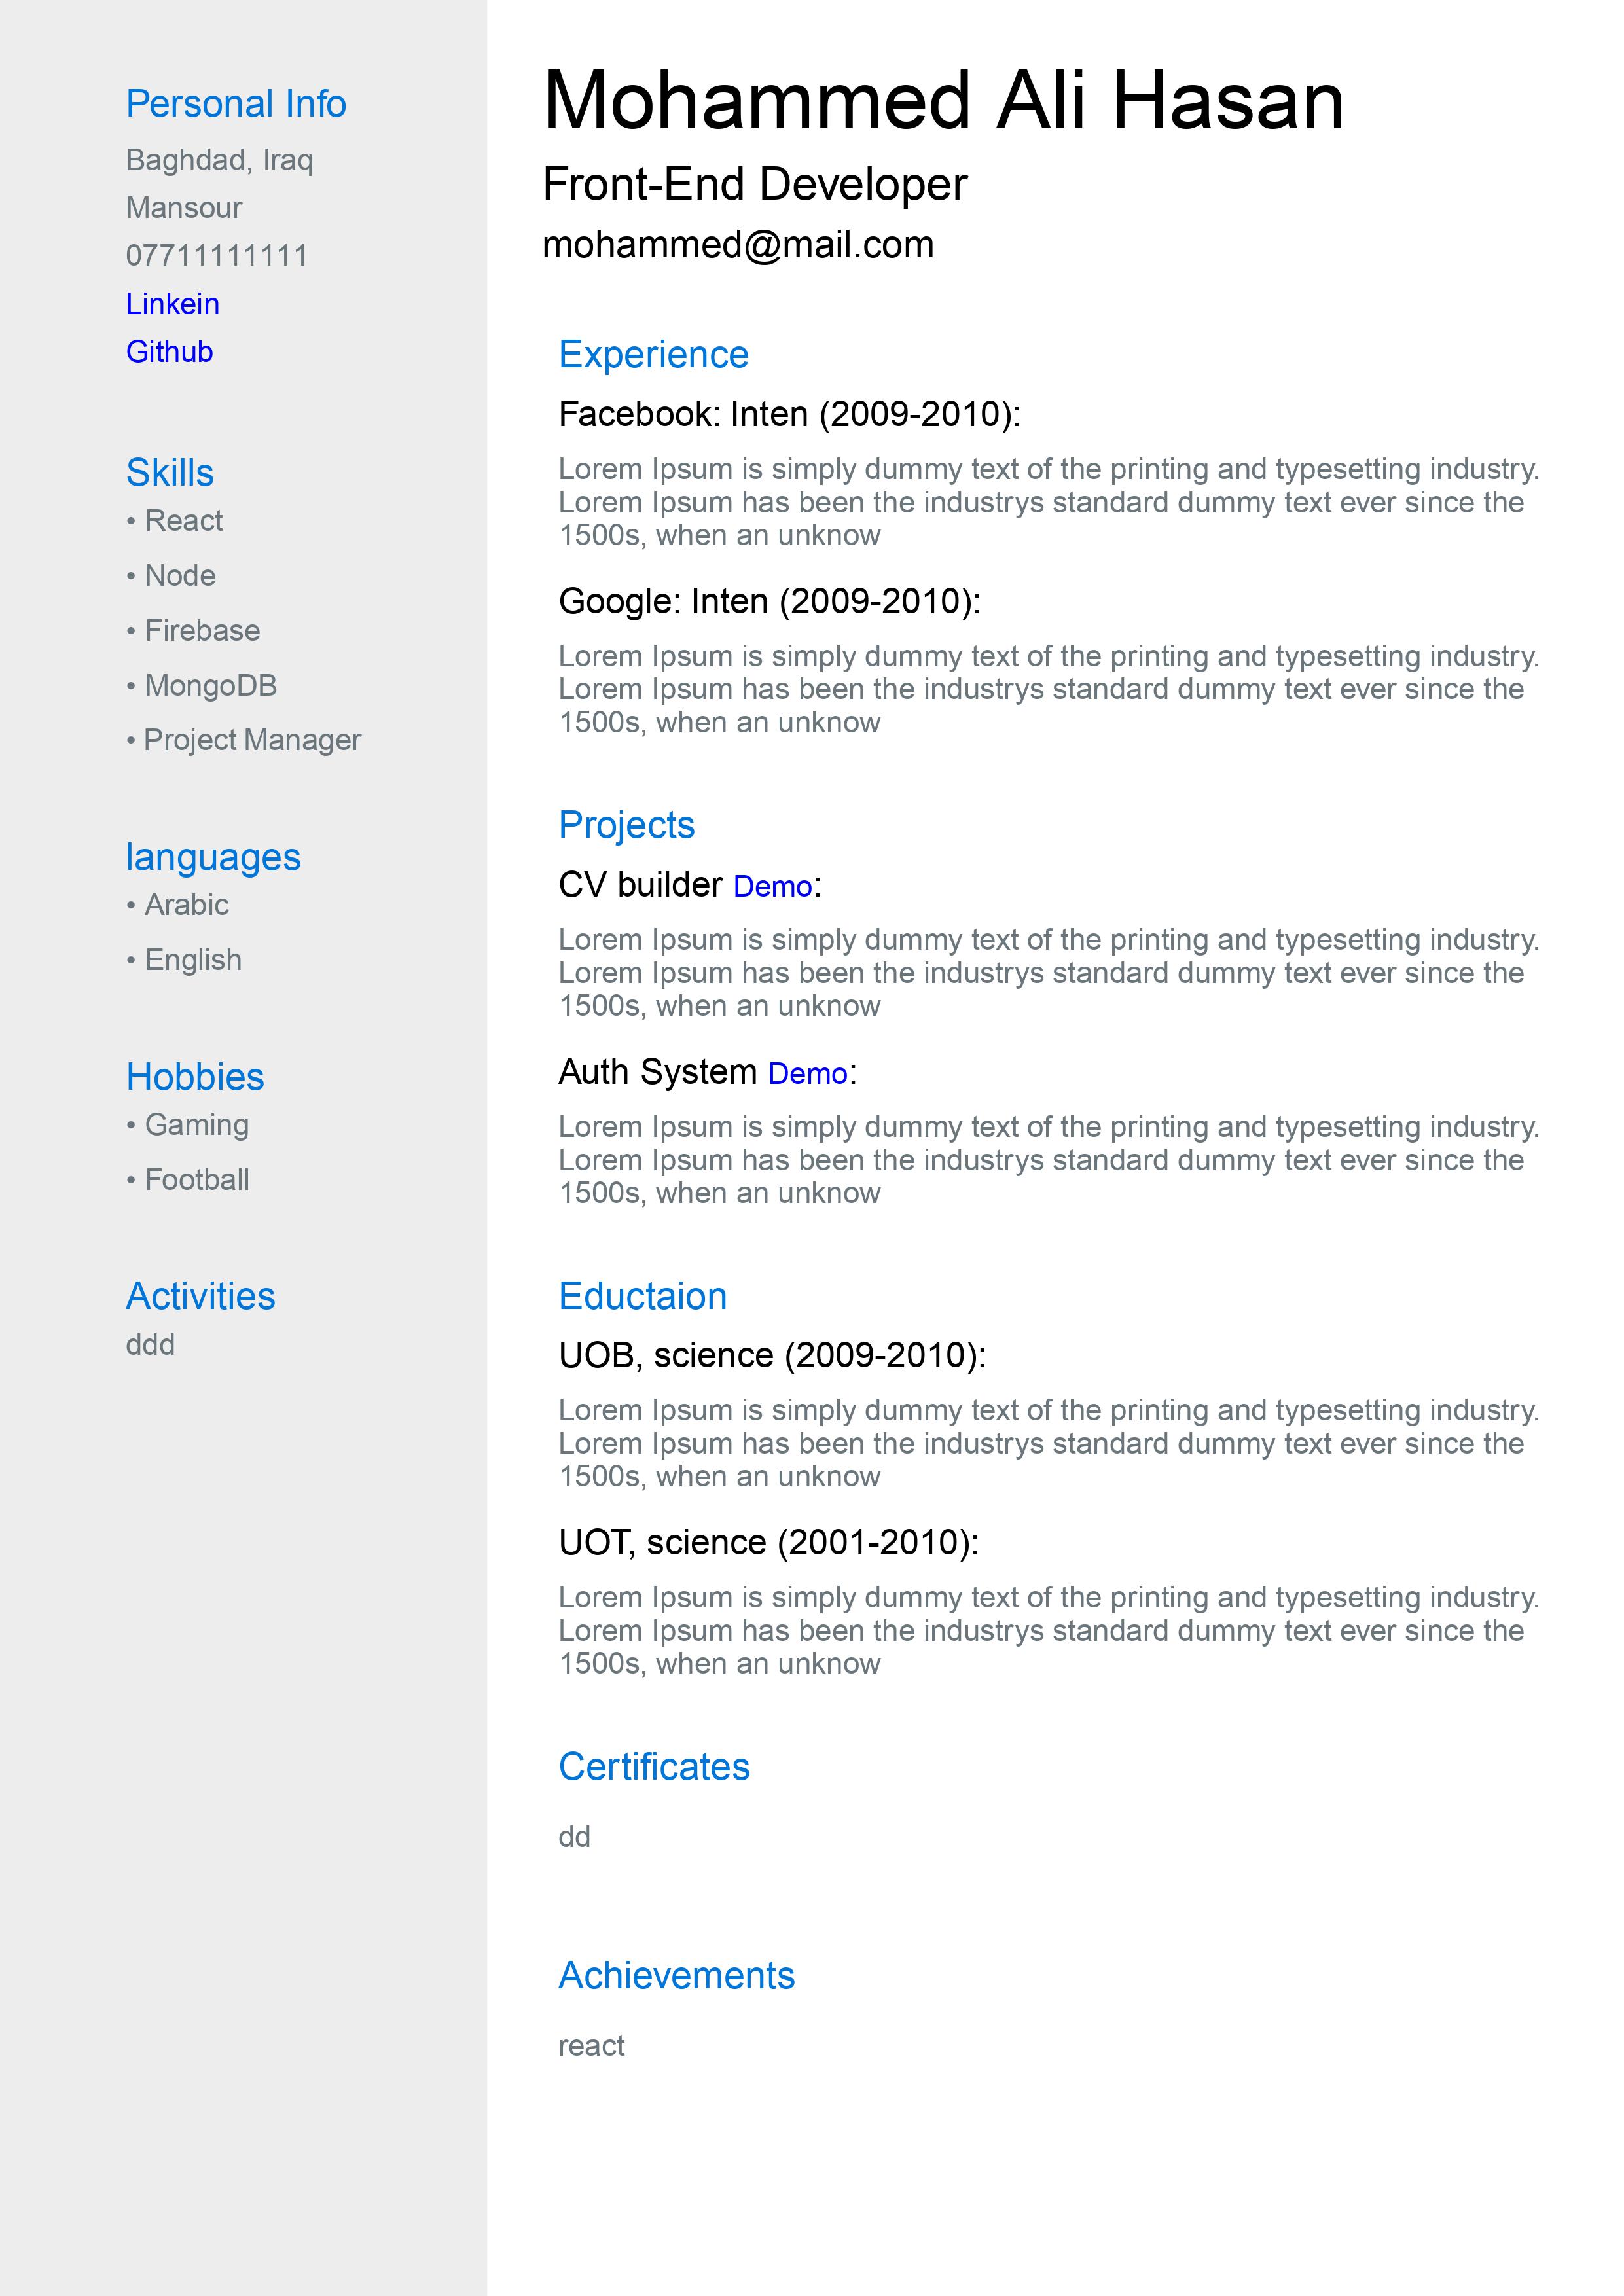 Personal Info
Baghdad, Iraq
Mansour
07711111111
Linkein
Github
Skills
• React
• Node
• Firebase
• MongoDB
• Project Manager
languages
• Arabic
• English
Hobbies
• Gaming
• Football
Activities
ddd
Mohammed Ali Hasan
Front-End Developer
mohammed@mail.com
Experience
Facebook: Inten (2009-2010):
Lorem Ipsum is simply dummy text of the printing and typesetting industry.
Lorem Ipsum has been the industrys standard dummy text ever since the
1500s, when an unknow
Google: Inten (2009-2010):
Lorem Ipsum is simply dummy text of the printing and typesetting industry.
Lorem Ipsum has been the industrys standard dummy text ever since the
1500s, when an unknow
Projects
CV builder Demo:
Lorem Ipsum is simply dummy text of the printing and typesetting industry.
Lorem Ipsum has been the industrys standard dummy text ever since the
1500s, when an unknow
Auth System Demo:
Lorem Ipsum is simply dummy text of the printing and typesetting industry.
Lorem Ipsum has been the industrys standard dummy text ever since the
1500s, when an unknow
Eductaion
UOB, science (2009-2010):
Lorem Ipsum is simply dummy text of the printing and typesetting industry.
Lorem Ipsum has been the industrys standard dummy text ever since the
1500s, when an unknow
UOT, science (2001-2010):
Lorem Ipsum is simply dummy text of the printing and typesetting industry.
Lorem Ipsum has been the industrys standard dummy text ever since the
1500s, when an unknow
Certificates
dd
Achievements
react